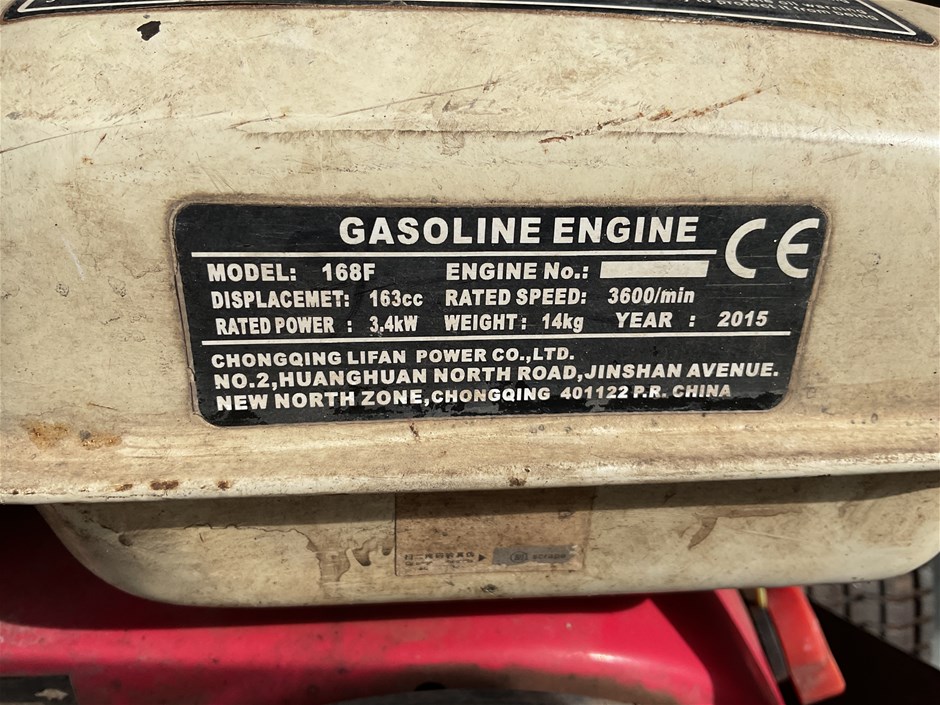 GASOLINE ENGINE CE
MODEL: 168F ENGINE No.:
DISPLACEMET: 163cc RATED SPEED: 3600/min
RATED POWER : 3.4kW WEIGHT: 14kg YEAR : 2015
CHONGQING LIFAN POWER CO.,LTD.
NO.2,HUANGHUAN NORTH ROAD,JINSHAN AVENUE.
NEW NORTH ZONE,CHONGQING 401122 P.R. CHINA